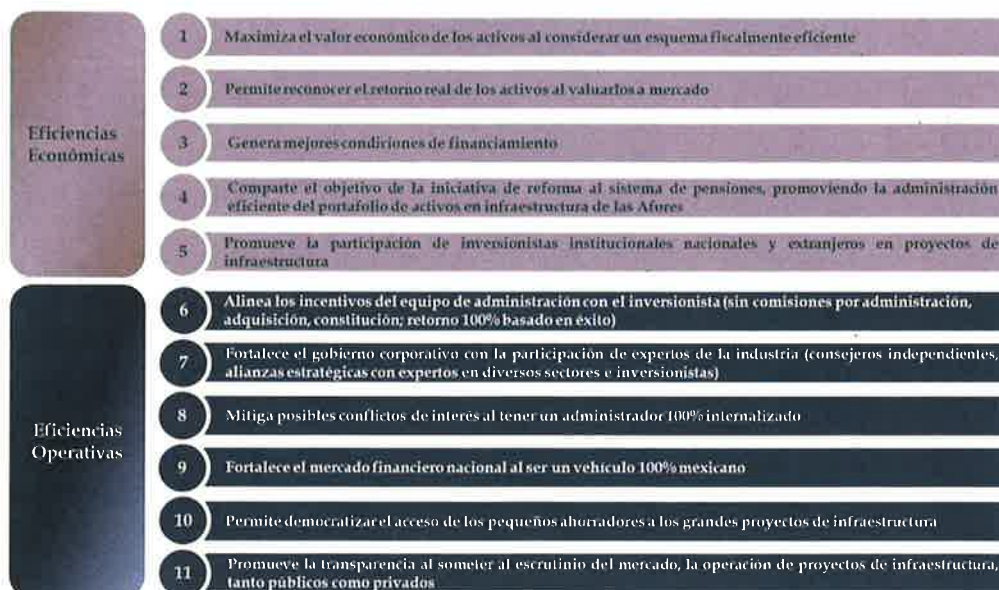 Eficiencias
Económicas
1
Maximiza el valor económico de los activos al considerar un esquema fiscalmente eficiente
2
Permite reconocer el retorno real de los activos al valuarlos a mercado
3
Genera mejores condiciones de financiamiento
4
Comparte el objetivo de la iniciativa de reforma al sistema de pensiones, promoviendo la administración
eficiente del portafolio de activos en infraestructura de las Afores
5
Promueve la participación de inversionistas institucionales nacionales y extranjeros en proyectos de
infraestructura
Eficiencias
Operativas
6
Alinea los incentivos del equipo de administración con el inversionista (sin comisiones por administración,
adquisición, constitución; retorno 100% basado en éxito)
7
Fortalece el gobierno corporativo con la participación de expertos de la industria (consejeros independientes,
alianzas estratégicas con expertos en diversos sectores e inversionistas)
8
Mitiga posibles conflictos de interés al tener un administrador 100% internalizado
9
Fortalece el mercado financiero nacional al ser un vehículo 100% mexicano
10
Permite democratizar el acceso de los pequeños ahorradores a los grandes proyectos de infraestructura
11
Promueve la transparencia al someter al escrutinio del mercado, la operación de proyectos de infraestructura,
tanto públicos como privados